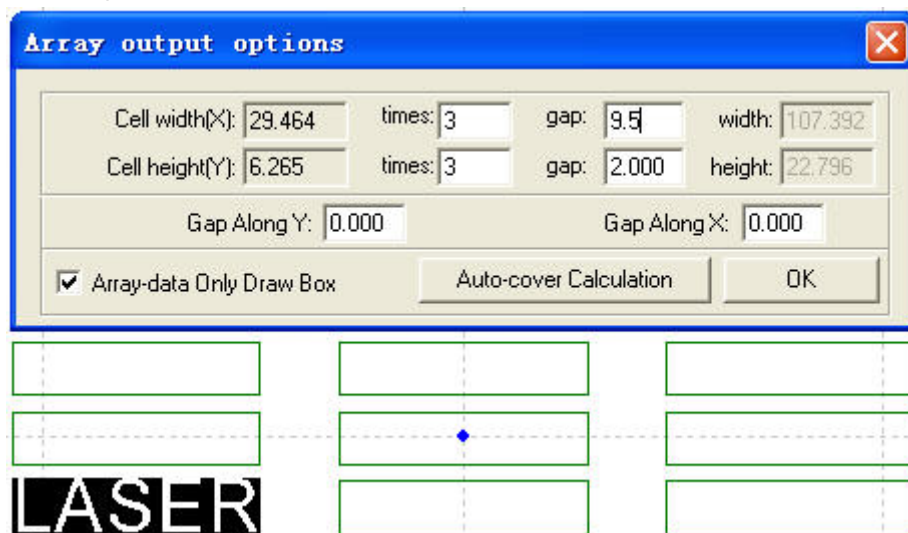 Array output options
Cell width(X): 29.464 times: 3 gap: 9.5 width: 107.392
Cell height(Y): 6.265 times: 3 gap: 2.000 height: 22.796
Gap Along Y: 0.000 Gap Along X: 0.000
Array-data Only Draw Box Auto-cover Calculation OK
LASER